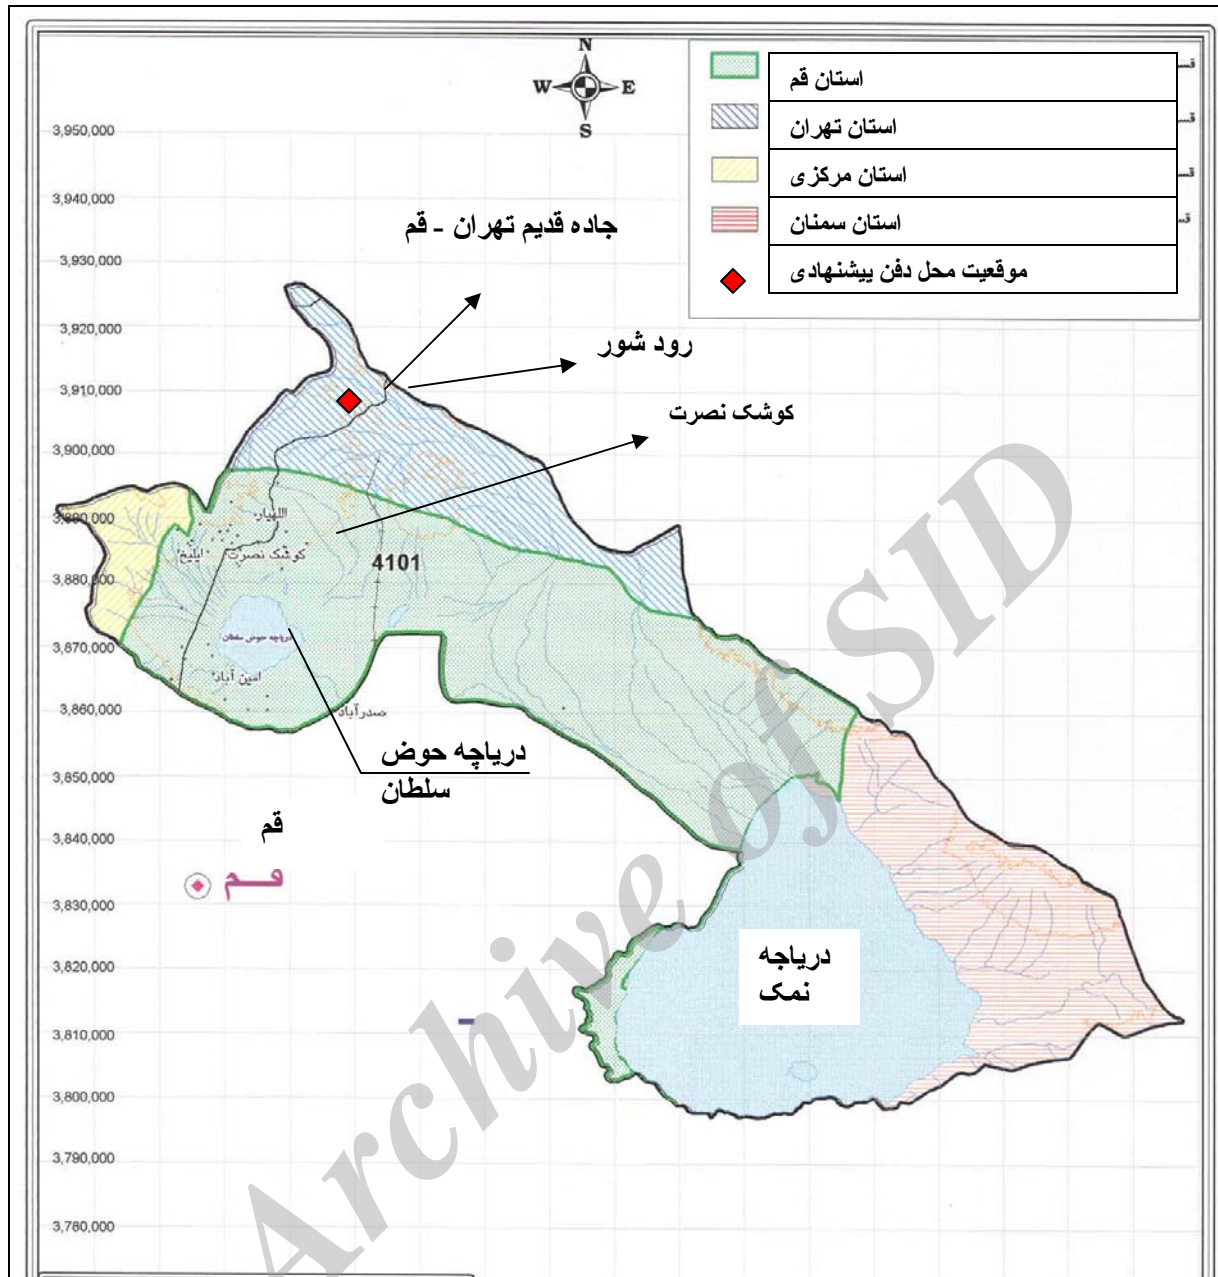 N
W E
S
استان قم
استان تهران
استان مرکزی
استان سمنان
موقعیت محل دفن پیشنهادی
3,950,000
3,940,000
3,930,000
3,920,000
3,910,000
3,900,000
3,890,000
3,880,000
3,870,000
3,860,000
3,850,000
3,840,000
3,830,000
3,820,000
3,810,000
3,800,000
3,790,000
3,780,000
جاده قدیم تهران - قم
رود شور
کوشک نصرت
اللهیار
کوشک نصرت
4101
دریاچه حوض سلطان
امین آباد
صدرآباد
دریاچه حوض
سلطان
قم
قم
دریاچه
نمک
Archive of SID